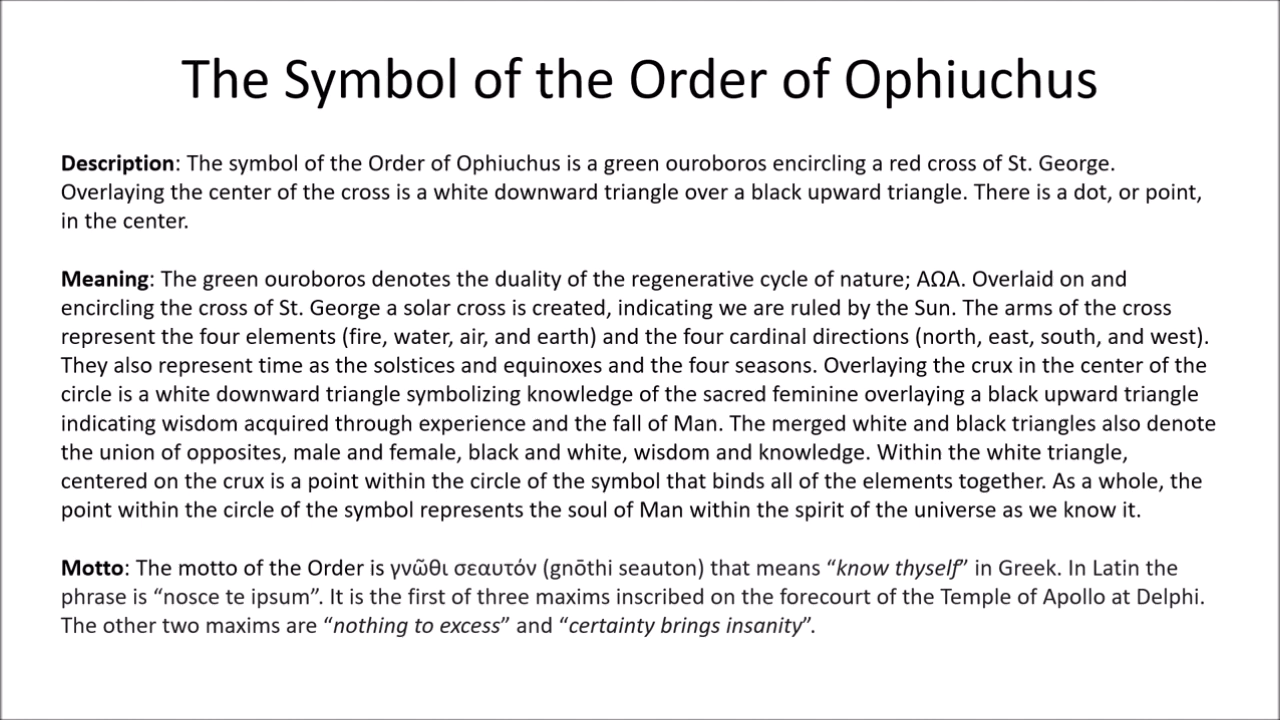 The Symbol of the Order of Ophiuchus
Description: The symbol of the Order of Ophiuchus is a green ouroboros encircling a red cross of St. George.
Overlaying the center of the cross is a white downward triangle over a black upward triangle. There is a dot, or point,
in the center.
Meaning: The green ouroboros denotes the duality of the regenerative cycle of nature; ΑΩΑ. Overlaid on and
encircling the cross of St. George a solar cross is created, indicating we are ruled by the Sun. The arms of the cross
represent the four elements (fire, water, air, and earth) and the four cardinal directions (north, east, south, and west).
They also represent time as the solstices and equinoxes and the four seasons. Overlaying the crux in the center of the
circle is a white downward triangle symbolizing knowledge of the sacred feminine overlaying a black upward triangle
indicating wisdom acquired through experience and the fall of Man. The merged white and black triangles also denote
the union of opposites, male and female, black and white, wisdom and knowledge. Within the white triangle,
centered on the crux is a point within the circle of the symbol that binds all of the elements together. As a whole, the
point within the circle of the symbol represents the soul of Man within the spirit of the universe as we know it.
Motto: The motto of the Order is γνῶθι σεαυτόν (gnōthi seauton) that means “know thyself” in Greek. In Latin the
phrase is “nosce te ipsum”. It is the first of three maxims inscribed on the forecourt of the Temple of Apollo at Delphi.
The other two maxims are “nothing to excess” and “certainty brings insanity”.